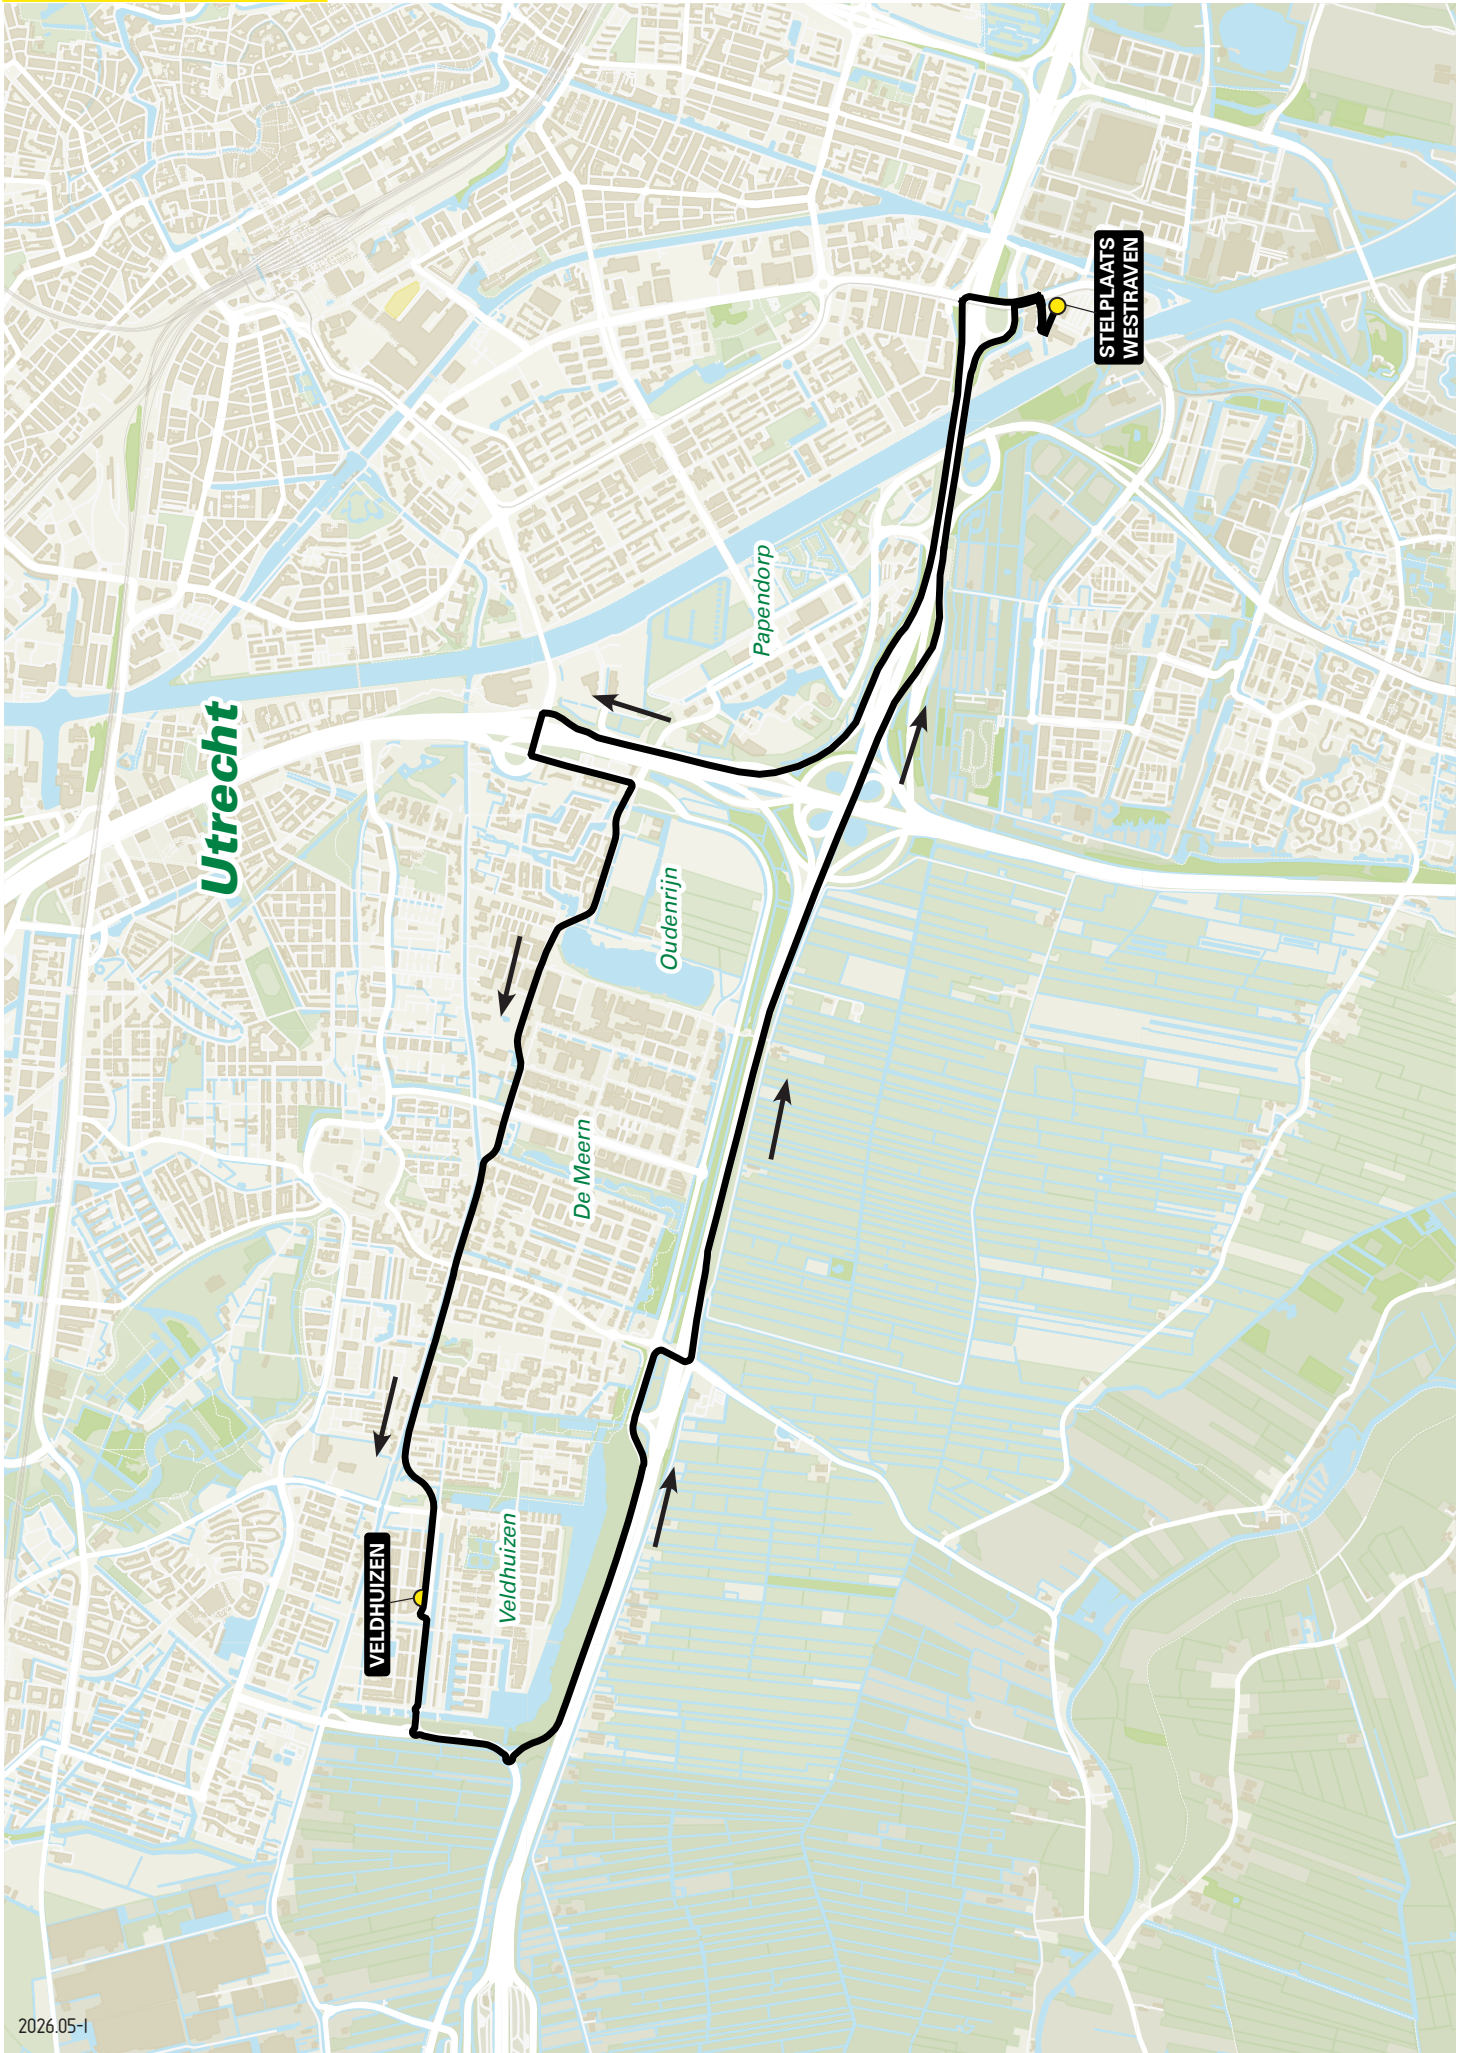 Utrecht
STELPLAATS
WESTRAVEN
Papendorp
Oudenrijn
De Meern
Veldhuizen
VELDHUIZEN
2026.05-I